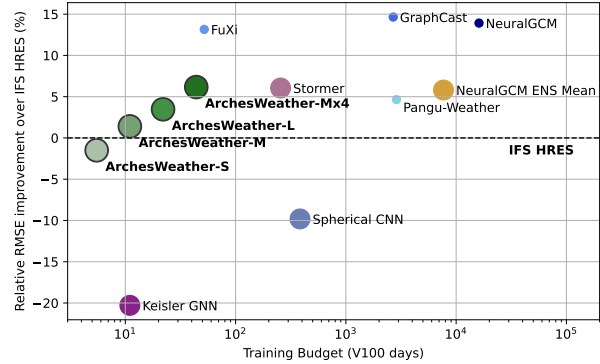 Relative RMSE improvement over IFS HRES (%)
15
10
5
0
−5
−10
−15
−20
FuXi
GraphCast
NeuralGCM
Stormer
NeuralGCM ENS Mean
ArchesWeather-Mx4
Pangu-Weather
ArchesWeather-L
ArchesWeather-M
IFS HRES
ArchesWeather-S
Spherical CNN
Keisler GNN
10¹
10²
10³
10⁴
10⁵
Training Budget (V100 days)